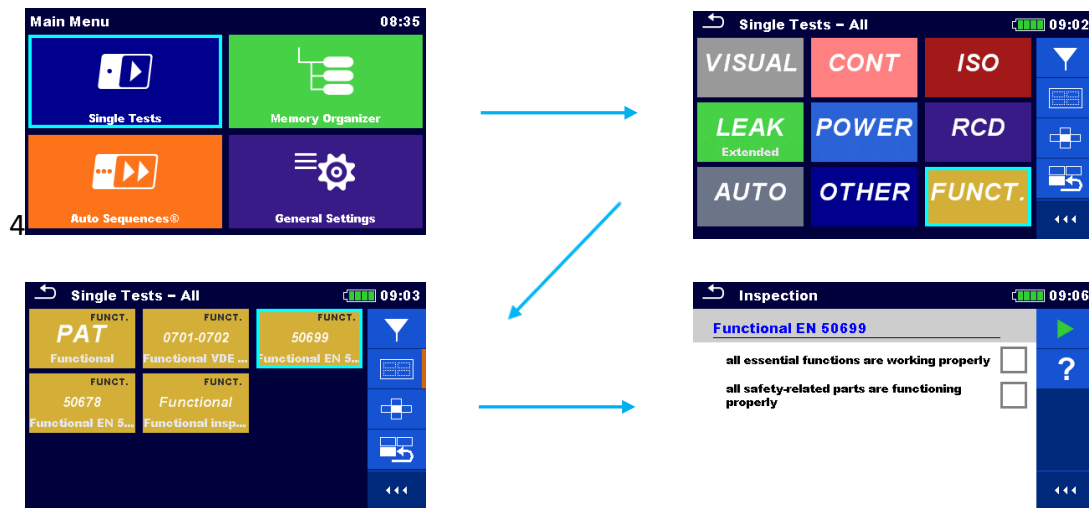 Main Menu 08:35
Single Tests
Memory Organizer
Auto Sequences®
General Settings
4
Single Tests – All 09:02
VISUAL CONT ISO
LEAK POWER RCD
Extended
AUTO OTHER FUNCT.
Single Tests – All 09:03
FUNCT. FUNCT. FUNCT.
PAT 0701-0702 50699
Functional Functional VDE ... Functional EN 5...
FUNCT. FUNCT.
50678 Functional
Functional EN 5... Functional insp...
Inspection 09:06
Functional EN 50699
all essential functions are working properly
?
all safety-related parts are functioning
properly